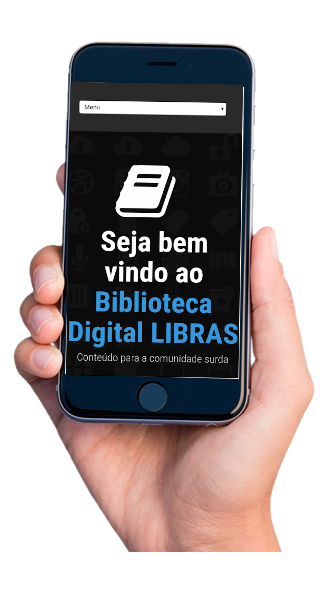 Menu
Seja bem
vindo ao
Biblioteca
Digital LIBRAS
Conteúdo para a comunidade surda